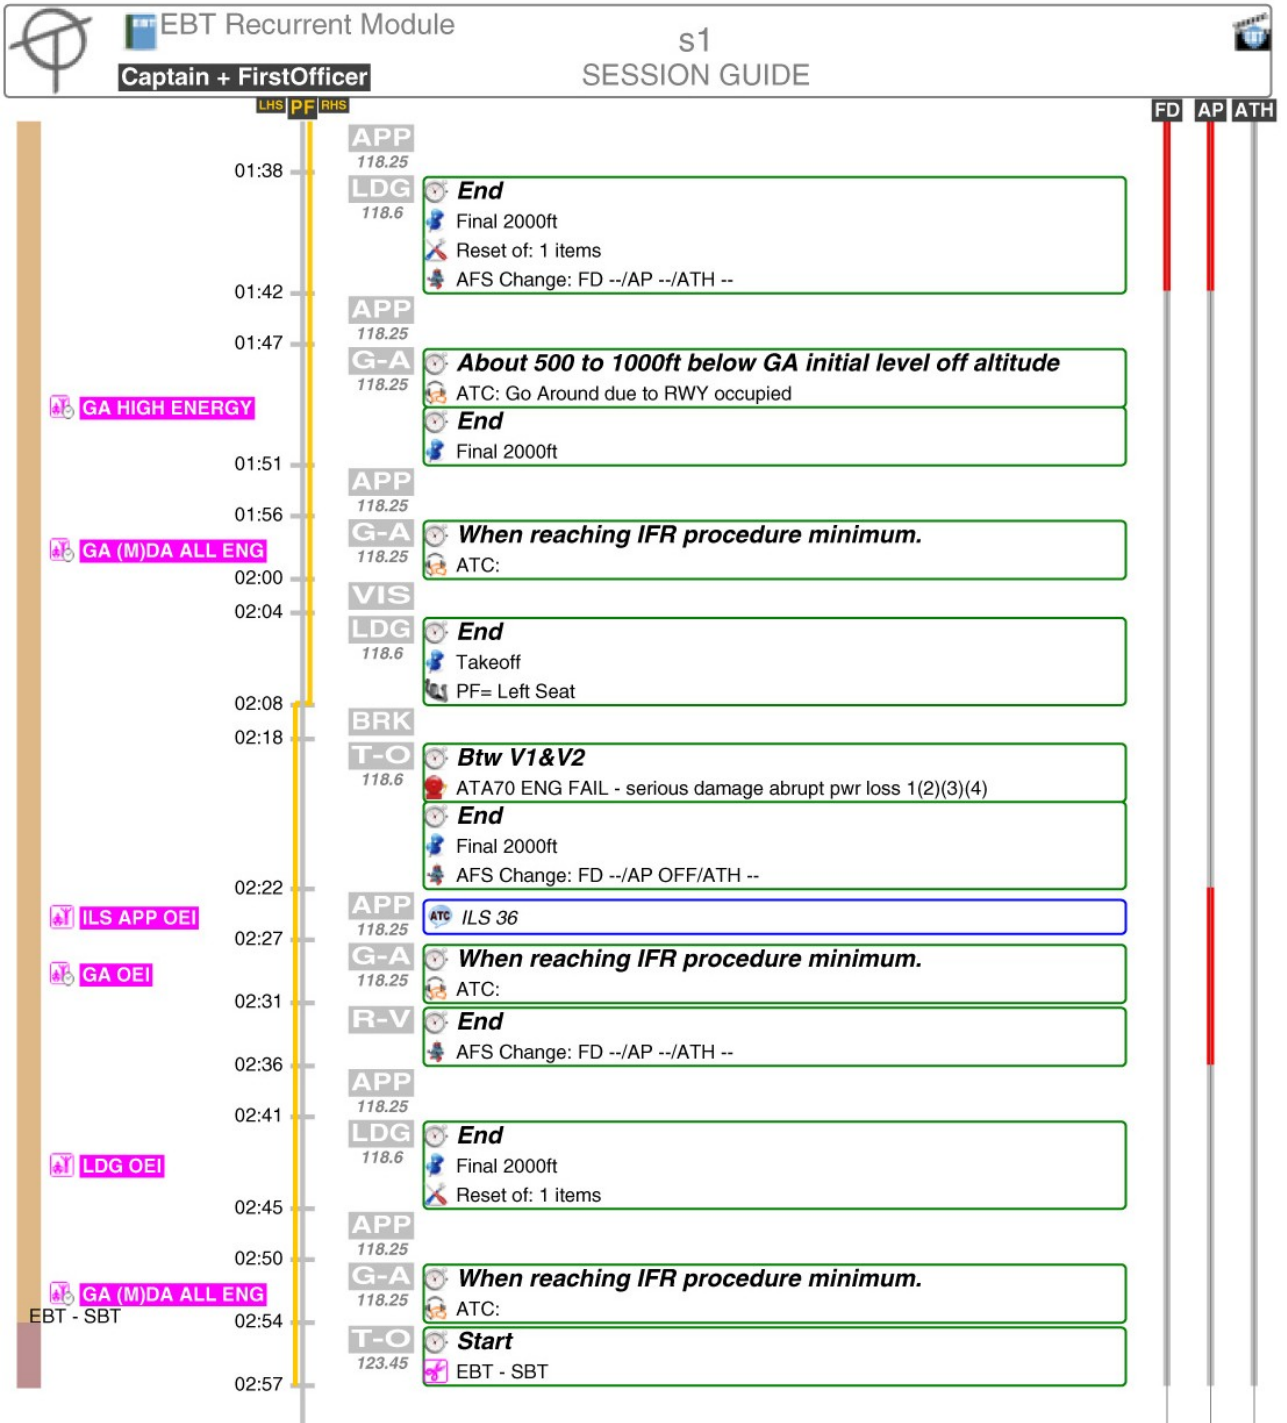 EBT Recurrent Module
s1
Captain + FirstOfficer
SESSION GUIDE
LHS PF RHS
FD AP ATH
APP
118.25
01:38
LDG
118.6
End
Final 2000ft
Reset of: 1 items
AFS Change: FD --/AP --/ATH --
01:42
APP
118.25
01:47
G-A
118.25
About 500 to 1000ft below GA initial level off altitude
ATC: Go Around due to RWY occupied
GA HIGH ENERGY
End
Final 2000ft
01:51
APP
118.25
01:56
G-A
118.25
When reaching IFR procedure minimum.
GA (M)DA ALL ENG
ATC:
02:00
VIS
02:04
LDG
118.6
End
Takeoff
PF= Left Seat
02:08
BRK
02:18
T-O
118.6
Btw V1&V2
ATA70 ENG FAIL - serious damage abrupt pwr loss 1(2)(3)(4)
End
Final 2000ft
AFS Change: FD --/AP OFF/ATH --
02:22
ILS APP OEI
APP
118.25
ATC ILS 36
02:27
G-A
118.25
When reaching IFR procedure minimum.
GA OEI
ATC:
02:31
R-V
End
AFS Change: FD --/AP --/ATH --
02:36
APP
118.25
02:41
LDG
118.6
End
LDG OEI
Final 2000ft
Reset of: 1 items
02:45
APP
118.25
02:50
G-A
118.25
When reaching IFR procedure minimum.
GA (M)DA ALL ENG
ATC:
EBT - SBT
02:54
T-O
123.45
Start
EBT - SBT
02:57